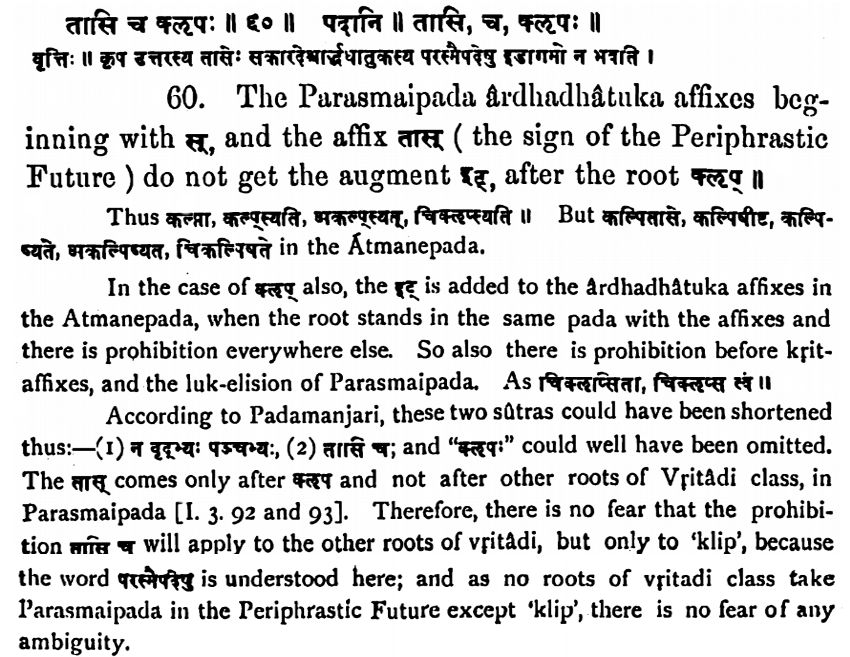 तासि च क्लृपः ॥ ६० ॥ पदानि ॥ तासि, च, क्लृपः ॥
वृत्तिः ॥ कृप उत्तरस्य तासेः सकारादेश्चार्द्धधातुकस्य परस्मैपदेषु इडागमो न भवति ।
60. The Parasmaipada ârdhadhâtuka affixes beg-
inning with स्, and the affix तास् ( the sign of the Periphrastic
Future ) do not get the augment इट्, after the root क्लृप् ॥
Thus कल्प्ता, कल्प्स्यति, अकल्प्स्यत्, चिक्लृप्स्यति ॥ But कल्पितासे, कल्पिषीष्ट, कल्पि-
ष्यते, अकल्पिष्यत, चिकल्पिषते in the Átmanepada.
In the case of क्लृप् also, the इट् is added to the ârdhadhâtuka affixes in
the Atmanepada, when the root stands in the same pada with the affixes and
there is prohibition everywhere else. So also there is prohibition before kṛit-
affixes, and the luk-elision of Parasmaipada. As चिक्लृप्सिता, चिक्लृप्स त्वं ॥
According to Padamanjari, these two sûtras could have been shortened
thus:—(1) न वृद्भ्यः पञ्चभ्यः, (2) तासि च; and “क्लृपः” could well have been omitted.
The तास् comes only after क्लृप and not after other roots of Vṛitâdi class, in
Parasmaipada [I. 3. 92 and 93]. Therefore, there is no fear that the prohibi-
tion तासि च will apply to the other roots of vṛitâdi, but only to ‘klip’, because
the word परस्मैपदेषु is understood here; and as no roots of vṛitadi class take
Parasmaipada in the Periphrastic Future except ‘klip’, there is no fear of any
ambiguity.